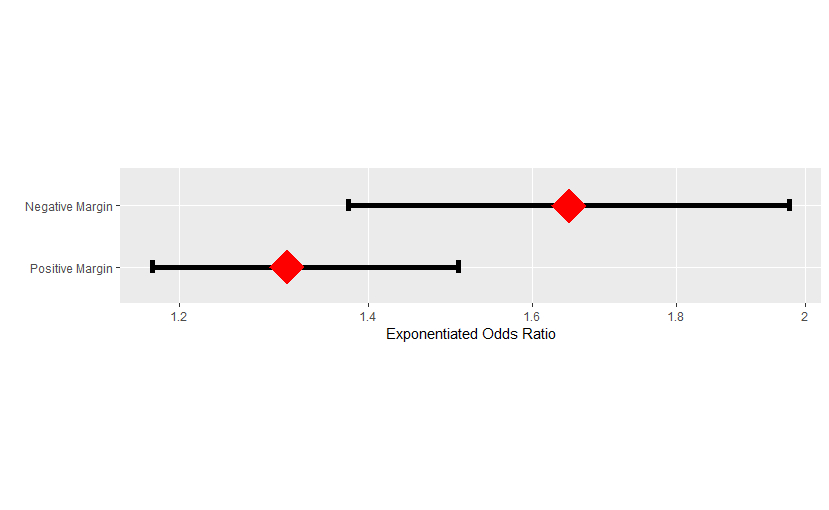 Negative Margin
Positive Margin
1.2 1.4 1.6 1.8 2
Exponentiated Odds Ratio